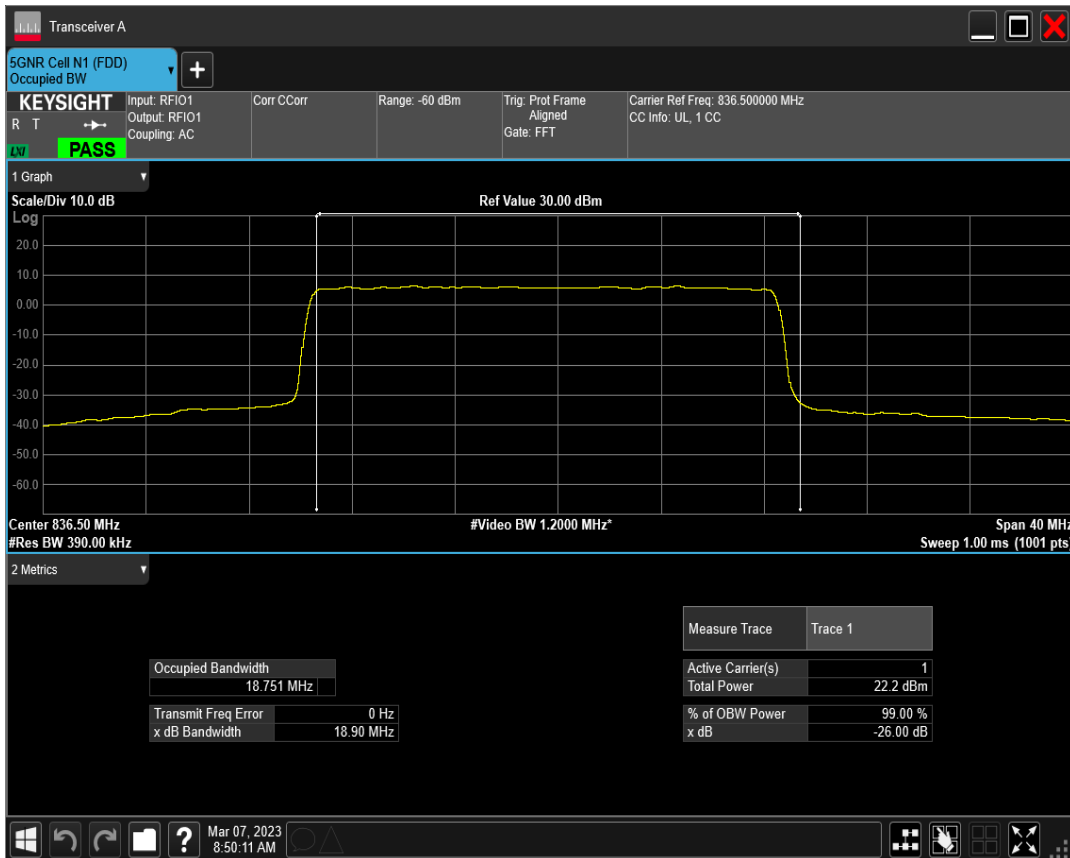 Transceiver A
5GNR Cell N1 (FDD)
Occupied BW
+
KEYSIGHT
R T
LXI
PASS
Input: RFIO1
Output: RFIO1
Coupling: AC
Corr CCorr
Range: -60 dBm
Trig: Prot Frame
Aligned
Gate: FFT
Carrier Ref Freq: 836.500000 MHz
CC Info: UL, 1 CC
1 Graph
Scale/Div 10.0 dB
Ref Value 30.00 dBm
Log
20.0
10.0
0.00
-10.0
-20.0
-30.0
-40.0
-50.0
-60.0
Center 836.50 MHz
#Video BW 1.2000 MHz*
Span 40 MHz
#Res BW 390.00 kHz
Sweep 1.00 ms (1001 pts)
2 Metrics
Measure Trace Trace 1
Occupied Bandwidth
18.751 MHz
Active Carrier(s) 1
Total Power 22.2 dBm
Transmit Freq Error 0 Hz
x dB Bandwidth 18.90 MHz
% of OBW Power 99.00 %
x dB -26.00 dB
?
Mar 07, 2023
8:50:11 AM